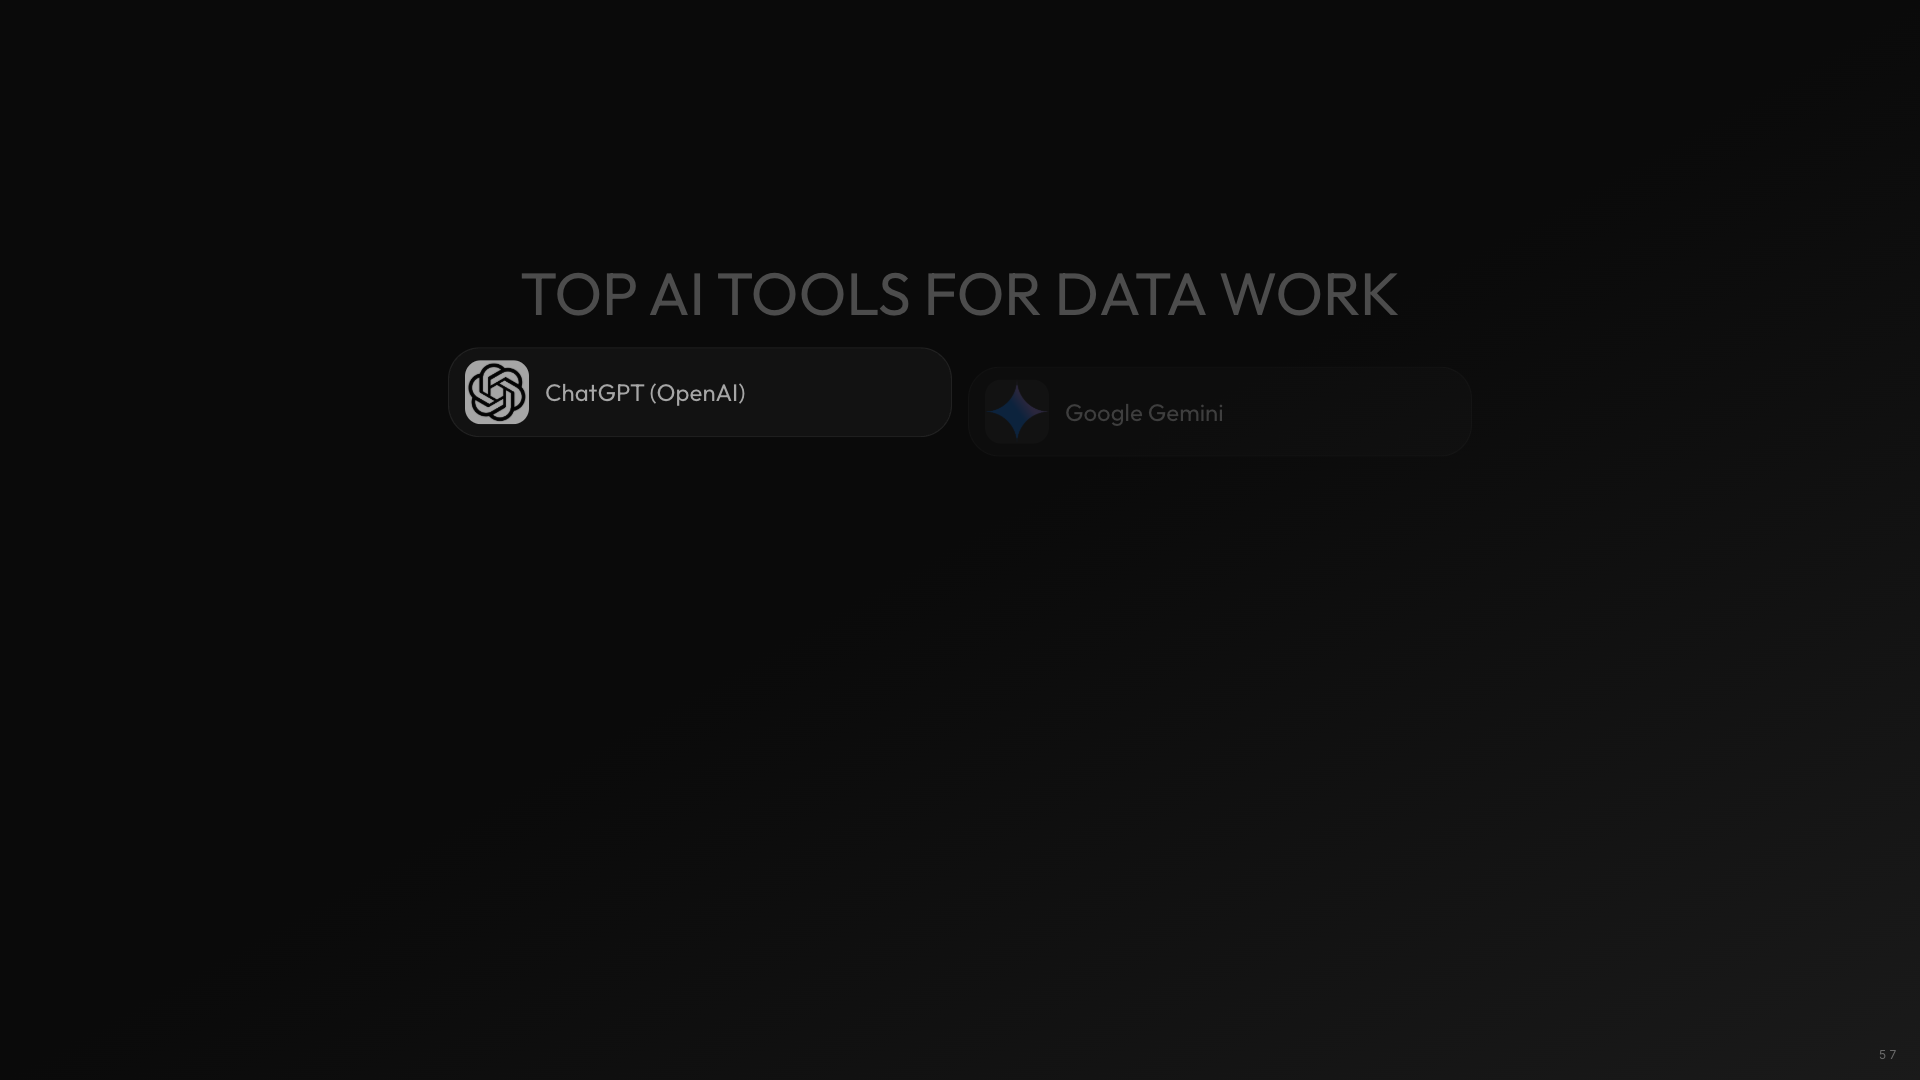 TOP AI TOOLS FOR DATA WORK
ChatGPT (OpenAI)
Google Gemini
57